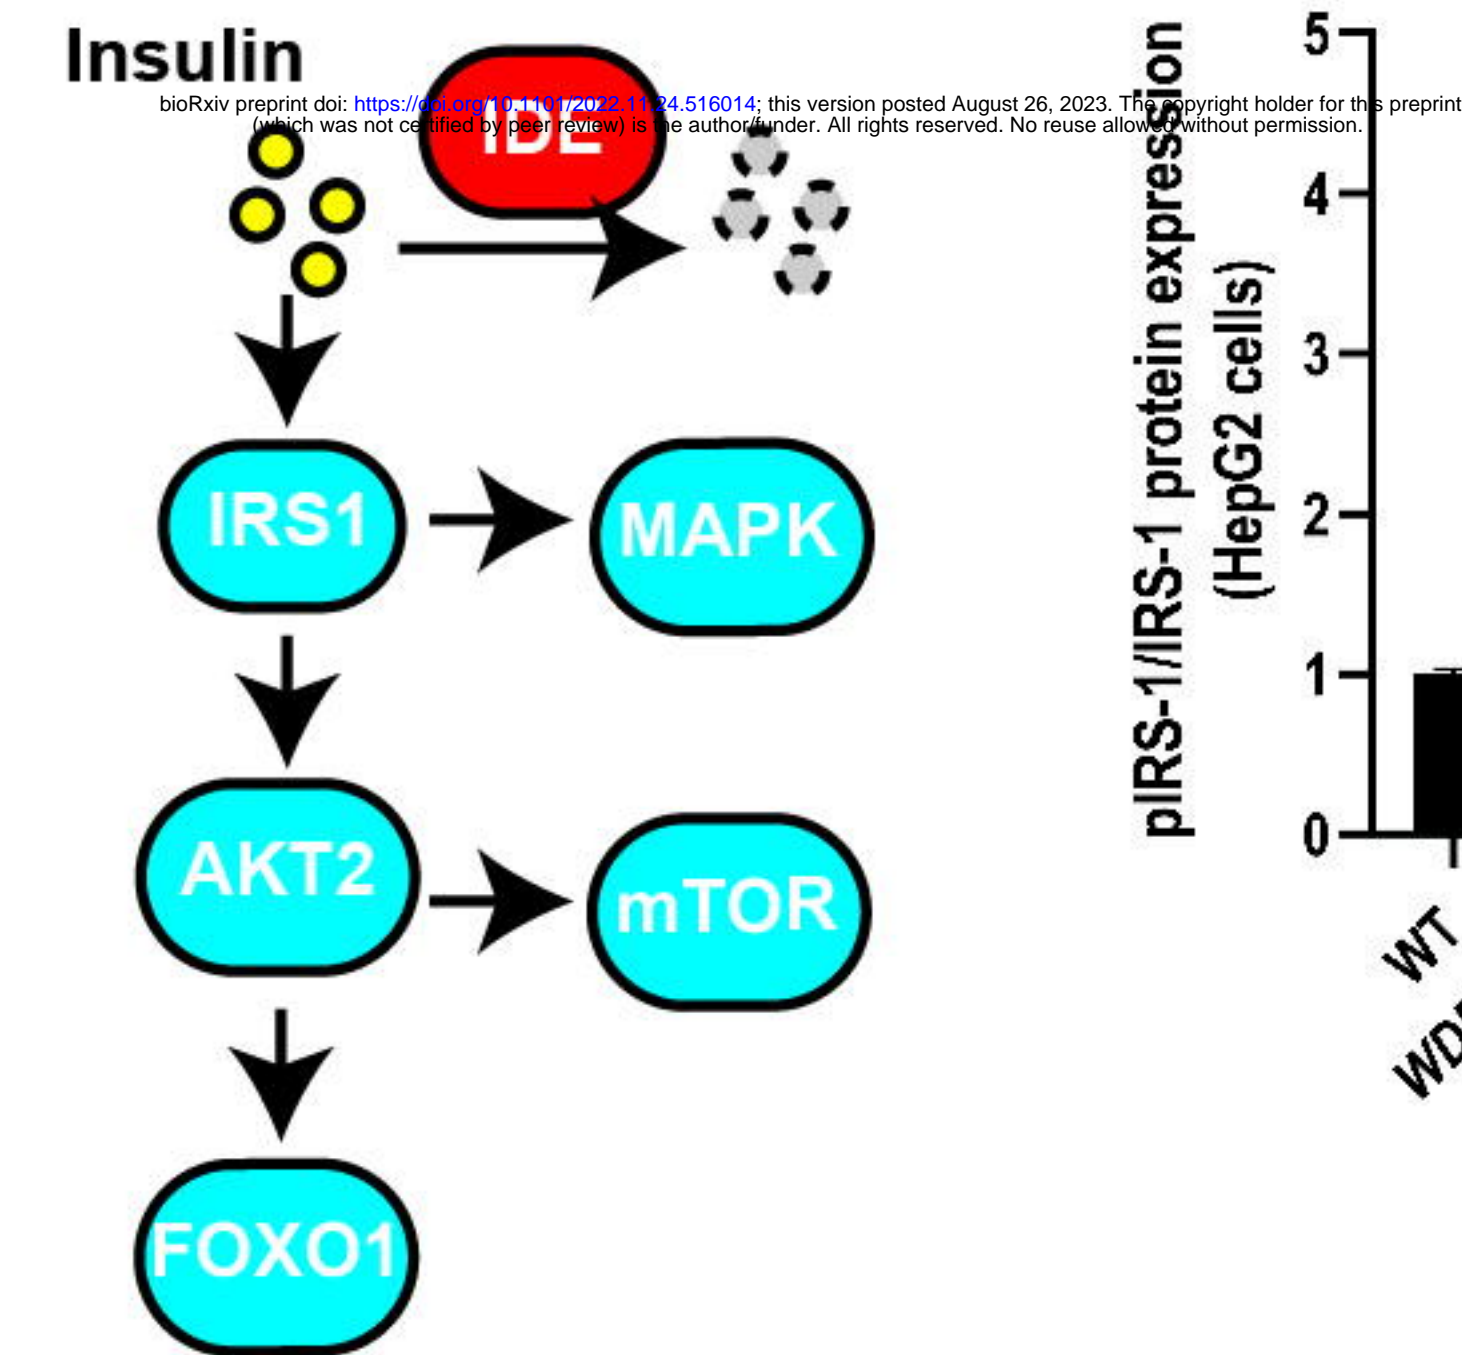 Insulin
bioRxiv preprint doi: https://doi.org/10.1101/2022.11.24.516014; this version posted August 26, 2023. The copyright holder for this preprint
(which was not certified by peer review) is the author/funder. All rights reserved. No reuse allowed without permission.
IDE
IRS1
MAPK
AKT2
mTOR
FOXO1
pIRS-1/IRS-1 protein expression
(HepG2 cells)
5
4
3
2
1
0
WT